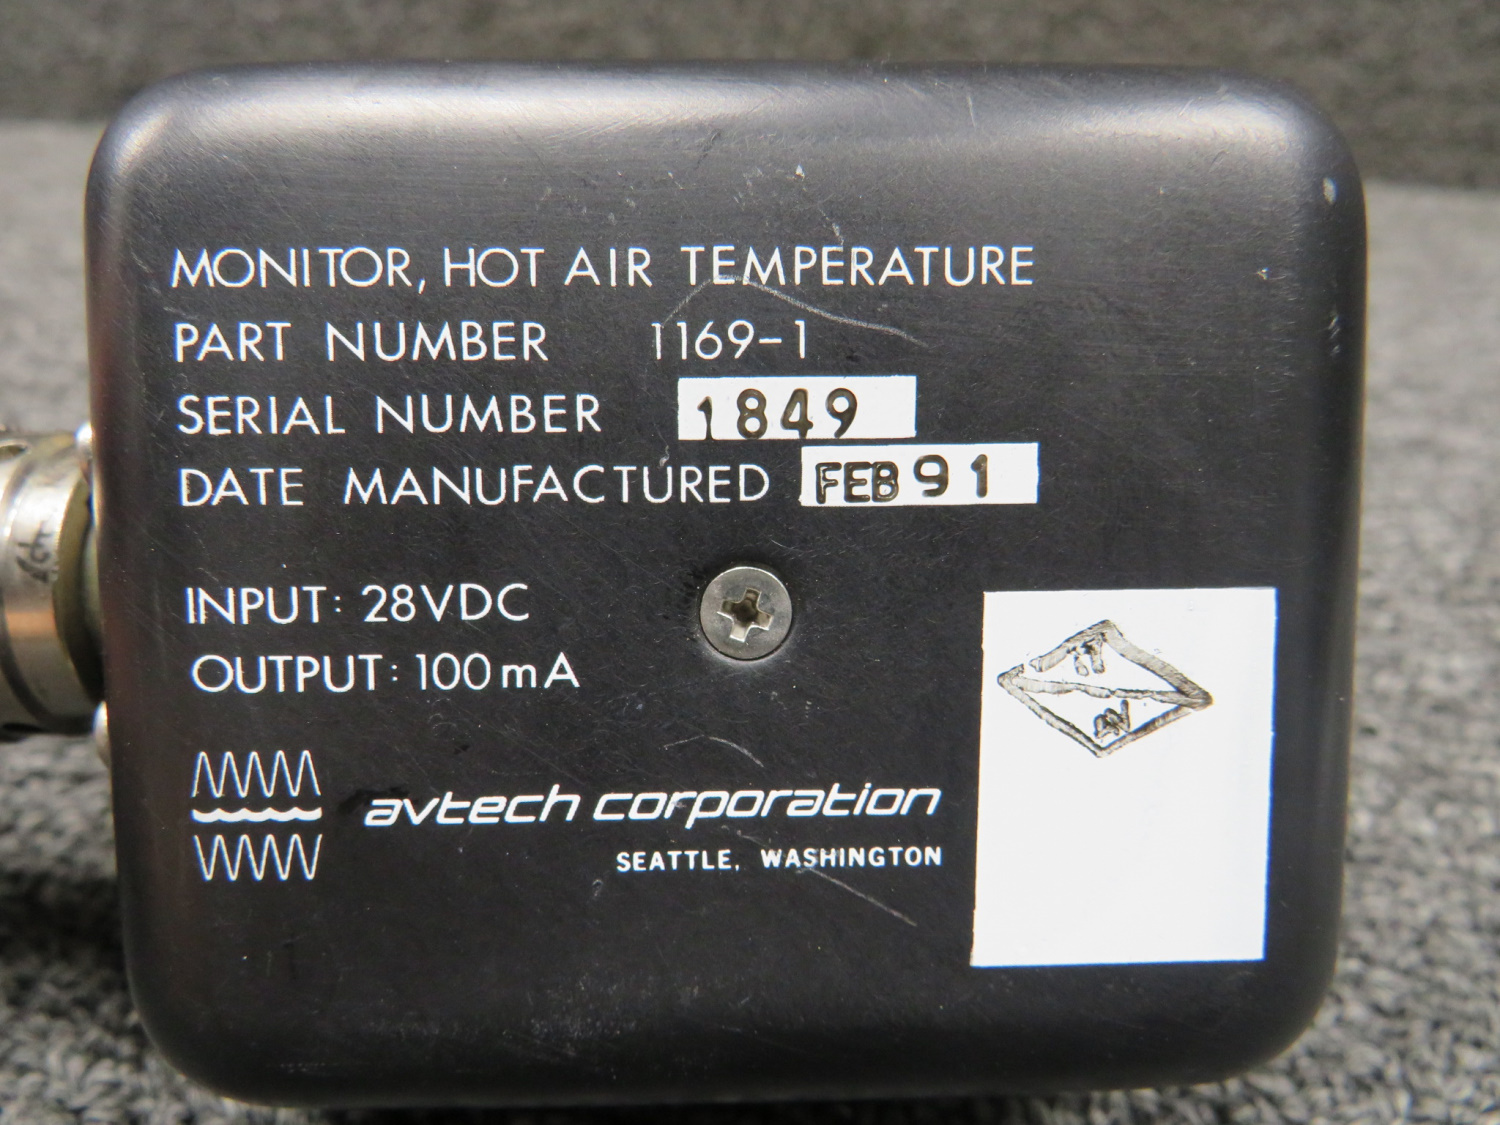 MONITOR, HOT AIR TEMPERATURE
PART NUMBER 1169-1
SERIAL NUMBER 1849
DATE MANUFACTURED FEB 91
INPUT: 28VDC
OUTPUT: 100mA
avtech corporation
SEATTLE, WASHINGTON